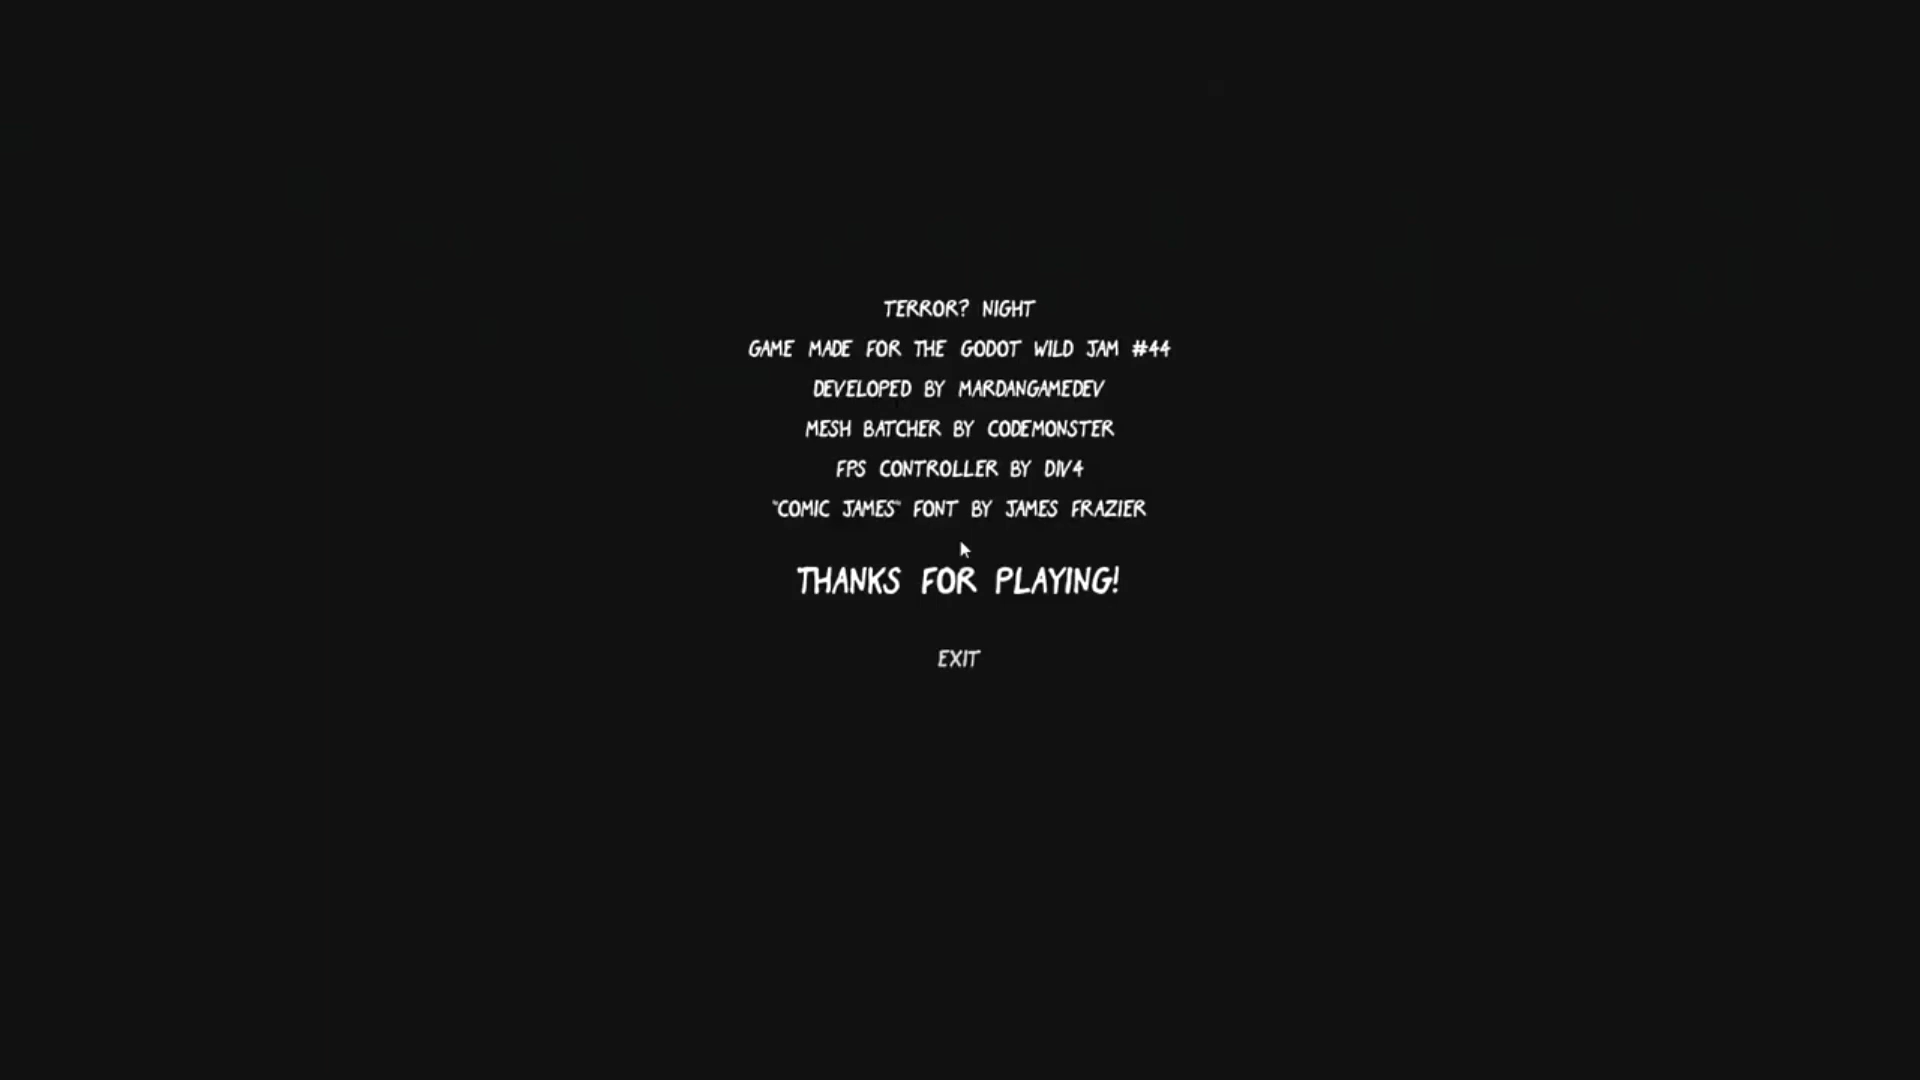 TERROR? NIGHT
GAME MADE FOR THE GODOT WILD JAM #44
DEVELOPED BY MARDANGAMEDEV
MESH BATCHER BY CODEMONSTER
FPS CONTROLLER BY DIV4
"COMIC JAMES" FONT BY JAMES FRAZIER
THANKS FOR PLAYING!
EXIT